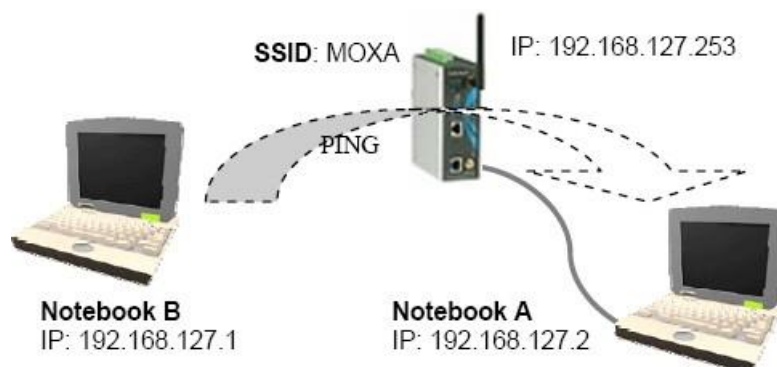 SSID: MOXA
IP: 192.168.127.253
PING
Notebook B
IP: 192.168.127.1
Notebook A
IP: 192.168.127.2